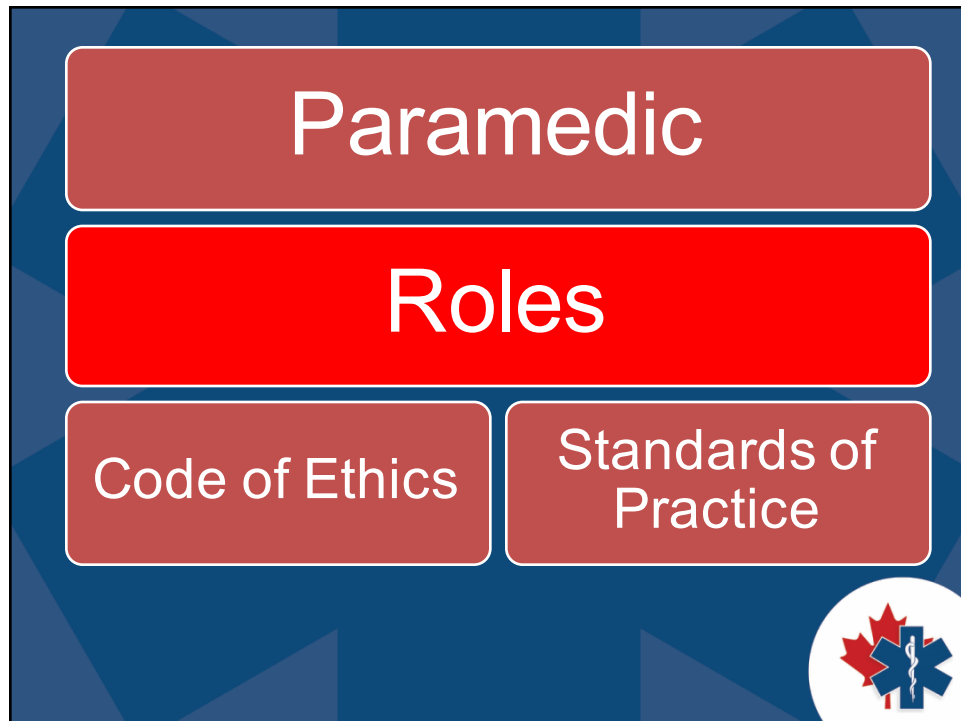 Paramedic
Roles
Code of Ethics
Standards of
Practice